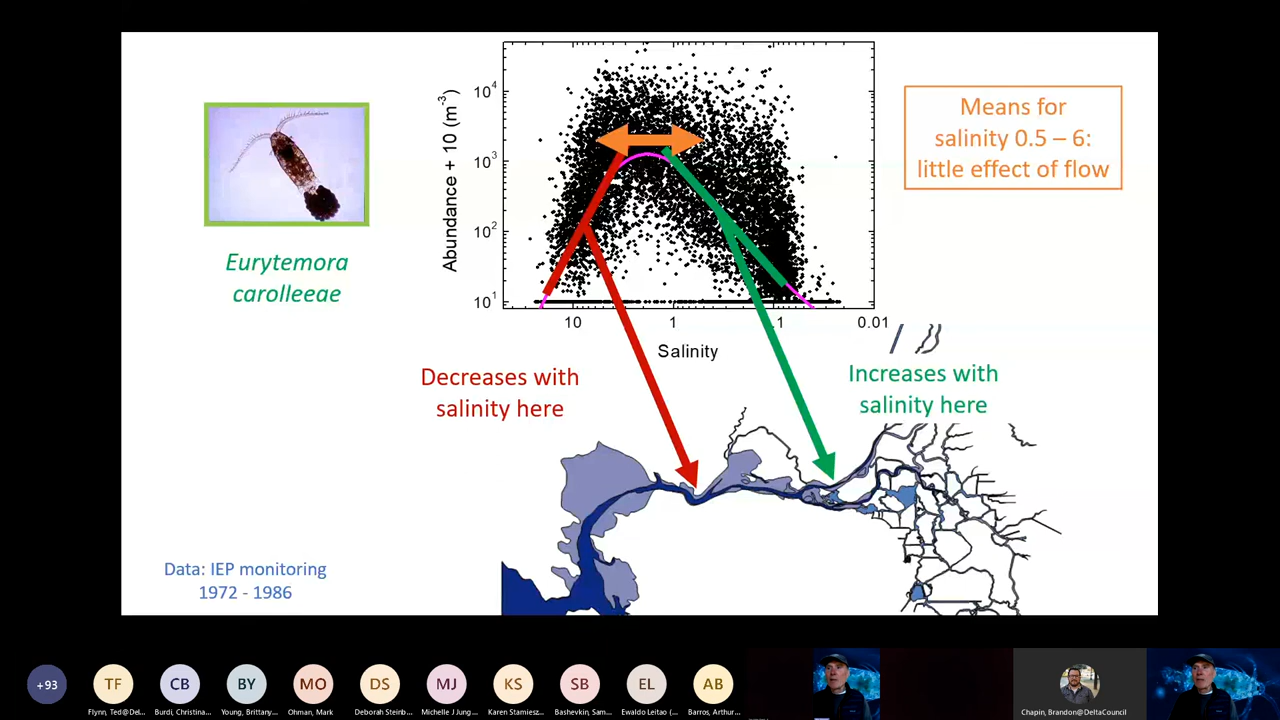 Means for
salinity 0.5 – 6:
little effect of flow
Abundance + 10 (m⁻³)
10⁴
10³
10²
10¹
10
1
.1
0.01
Salinity
Eurytemora
carolleeae
Decreases with
salinity here
Increases with
salinity here
Data: IEP monitoring
1972 - 1986
+93
TF
CB
BY
MO
DS
MJ
KS
SB
EL
AB
Flynn, Ted@Del...
Burdi, Christina...
Young, Brittany...
Ohman, Mark
Deborah Steinb...
Michelle J Jung...
Karen Stamiesz...
Bashevkin, Sam...
Ewaldo Leitao (...
Barros, Arthur...
Chapin, Brandon@DeltaCouncil